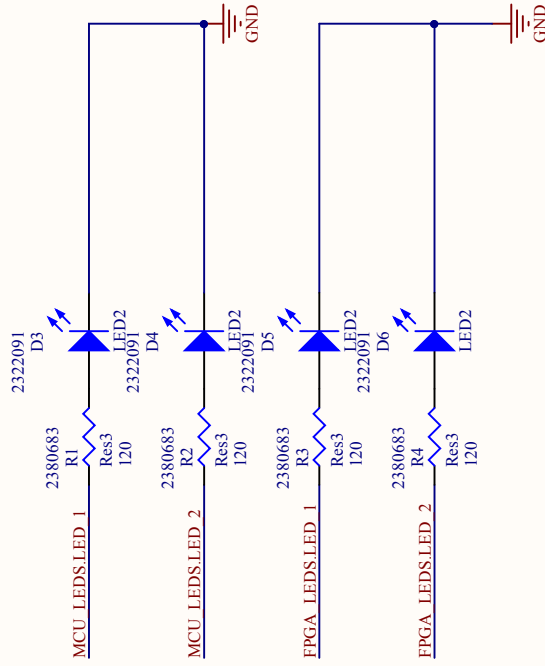 GND
GND
2322091
D3
LED2
2322091
D4
LED2
2322091
D5
LED2
2322091
D6
LED2
2380683
R1
Res3
120
2380683
R2
Res3
120
2380683
R3
Res3
120
2380683
R4
Res3
120
MCU_LEDS.LED_1
MCU_LEDS.LED_2
FPGA_LEDS.LED_1
FPGA_LEDS.LED_2